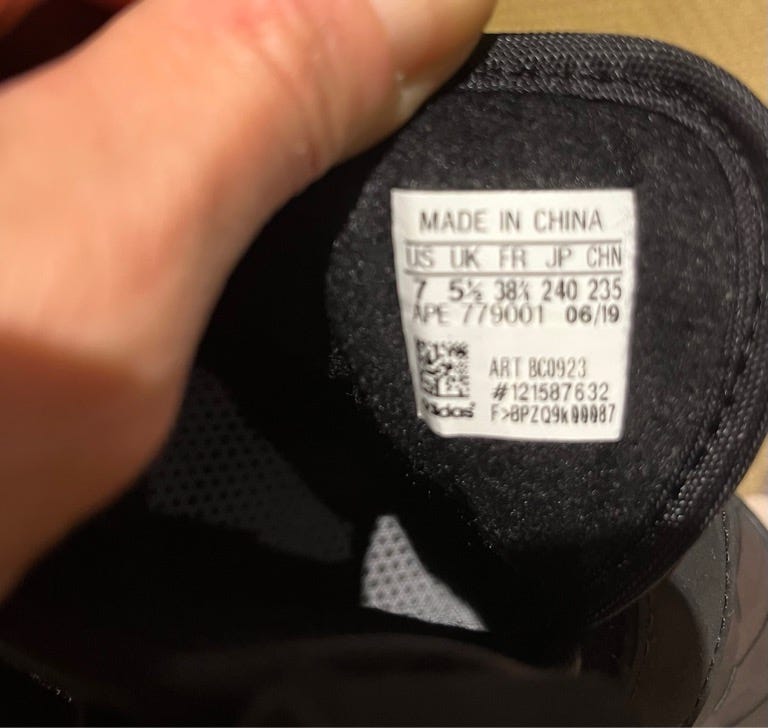 MADE IN CHINA
US UK FR JP CHN
7 5½ 38⅔ 240 235
APE 779001 06/19
ART BC0923
#121587632
adidas.